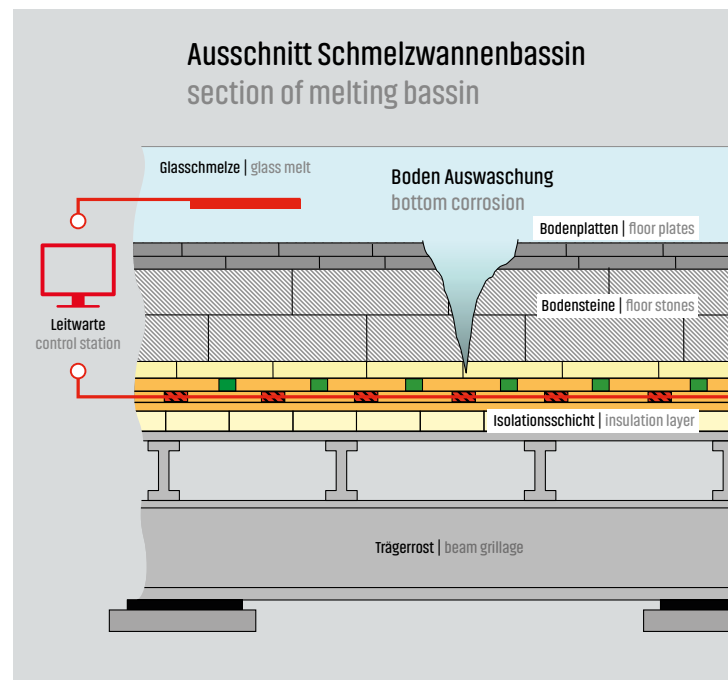 Ausschnitt Schmelzwannenbassin
section of melting bassin
Glasschmelze | glass melt
Boden Auswaschung
bottom corrosion
Bodenplatten | floor plates
Bodensteine | floor stones
Leitwarte
control station
Isolationsschicht | insulation layer
Trägerrost | beam grillage